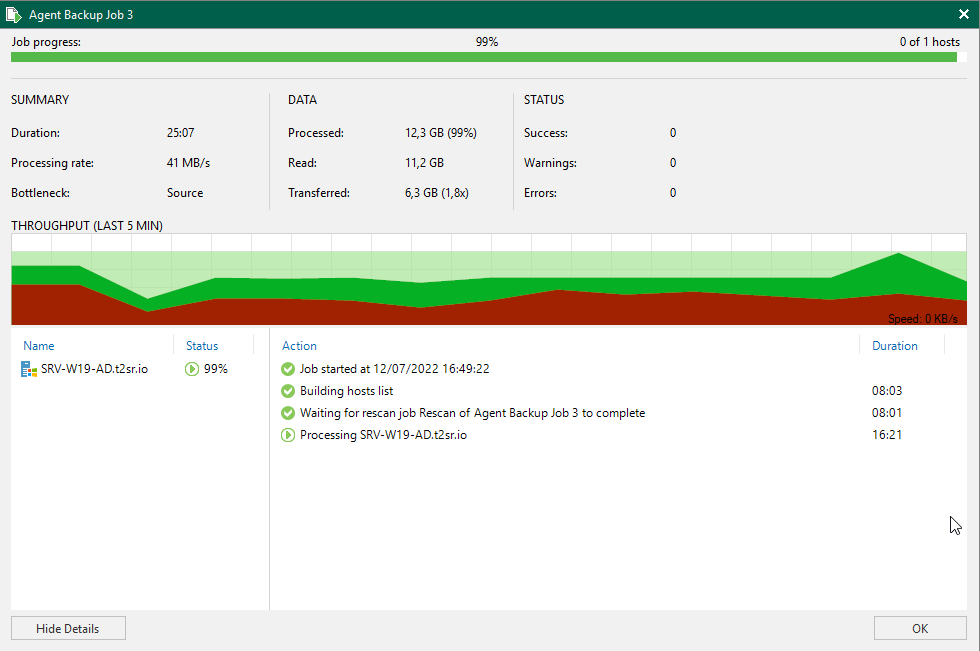 Agent Backup Job 3
Job progress: 99% 0 of 1 hosts
SUMMARY DATA STATUS
Duration: 25:07 Processed: 12,3 GB (99%) Success: 0
Processing rate: 41 MB/s Read: 11,2 GB Warnings: 0
Bottleneck: Source Transferred: 6,3 GB (1,8x) Errors: 0
THROUGHPUT (LAST 5 MIN)
Speed: 0 KB/s
Name Status Action Duration
SRV-W19-AD.t2sr.io 99% Job started at 12/07/2022 16:49:22
Building hosts list 08:03
Waiting for rescan job Rescan of Agent Backup Job 3 to complete 08:01
Processing SRV-W19-AD.t2sr.io 16:21
Hide Details OK